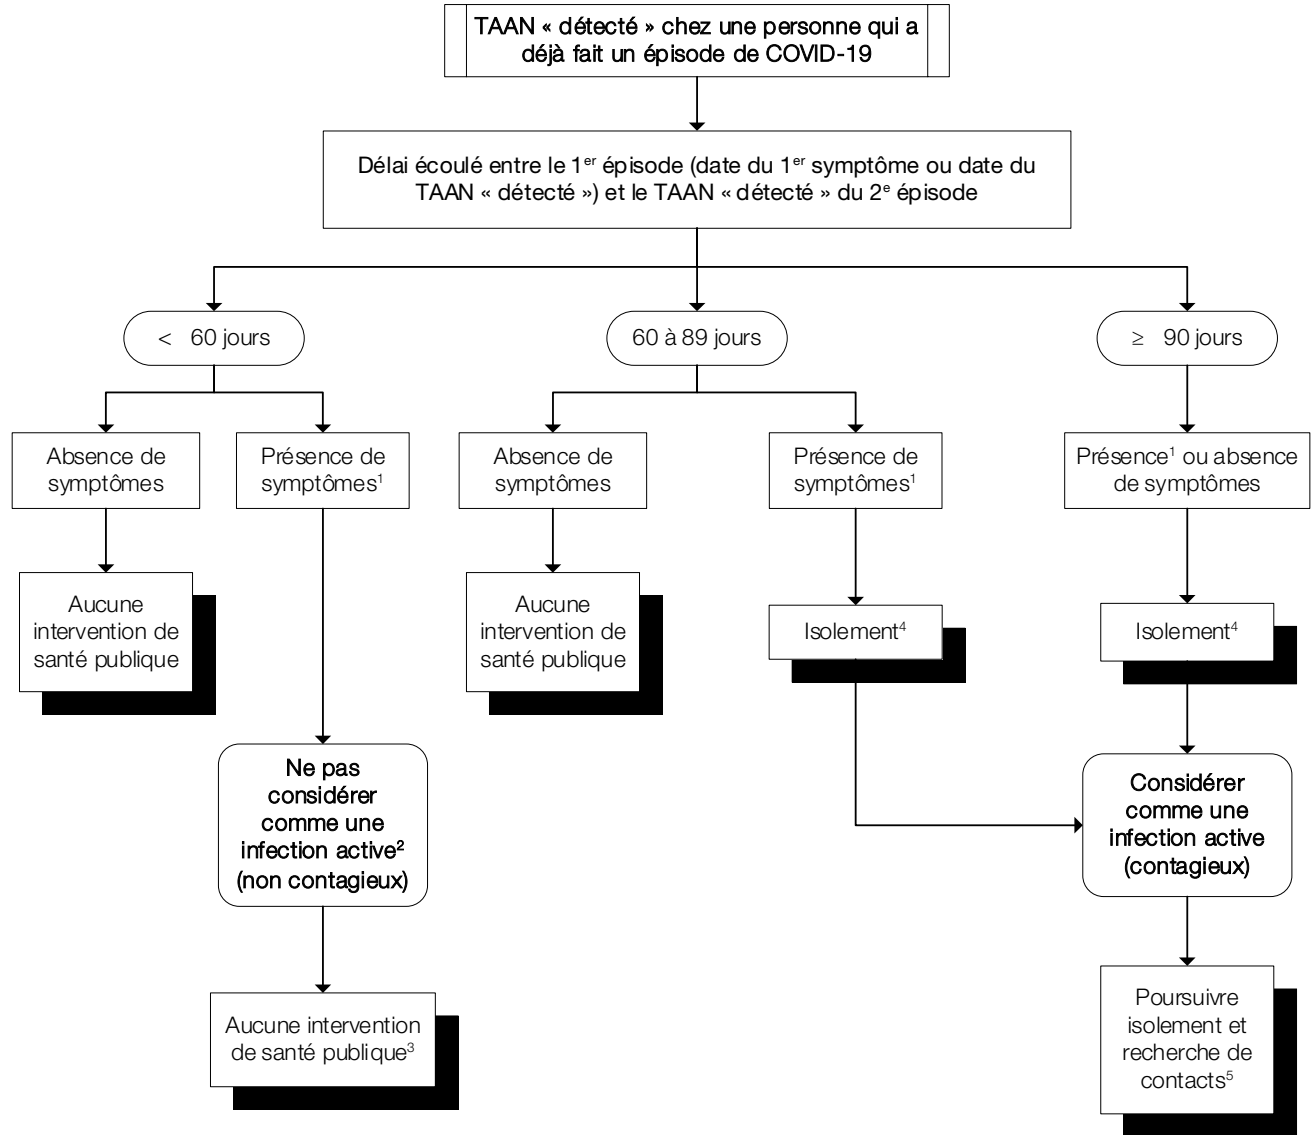 TAAN « détecté » chez une personne qui a
déjà fait un épisode de COVID-19
Délai écoulé entre le 1er épisode (date du 1er symptôme ou date du
TAAN « détecté ») et le TAAN « détecté » du 2e épisode
< 60 jours
60 à 89 jours
≥ 90 jours
Absence de
symptômes
Présence de
symptômes1
Absence de
symptômes
Présence de
symptômes1
Présence1 ou absence
de symptômes
Aucune
intervention de
santé publique
Aucune
intervention de
santé publique
Isolement4
Isolement4
Ne pas
considérer
comme une
infection active2
(non contagieux)
Considérer
comme une
infection active
(contagieux)
Aucune intervention
de santé publique3
Poursuivre
isolement et
recherche de
contacts5